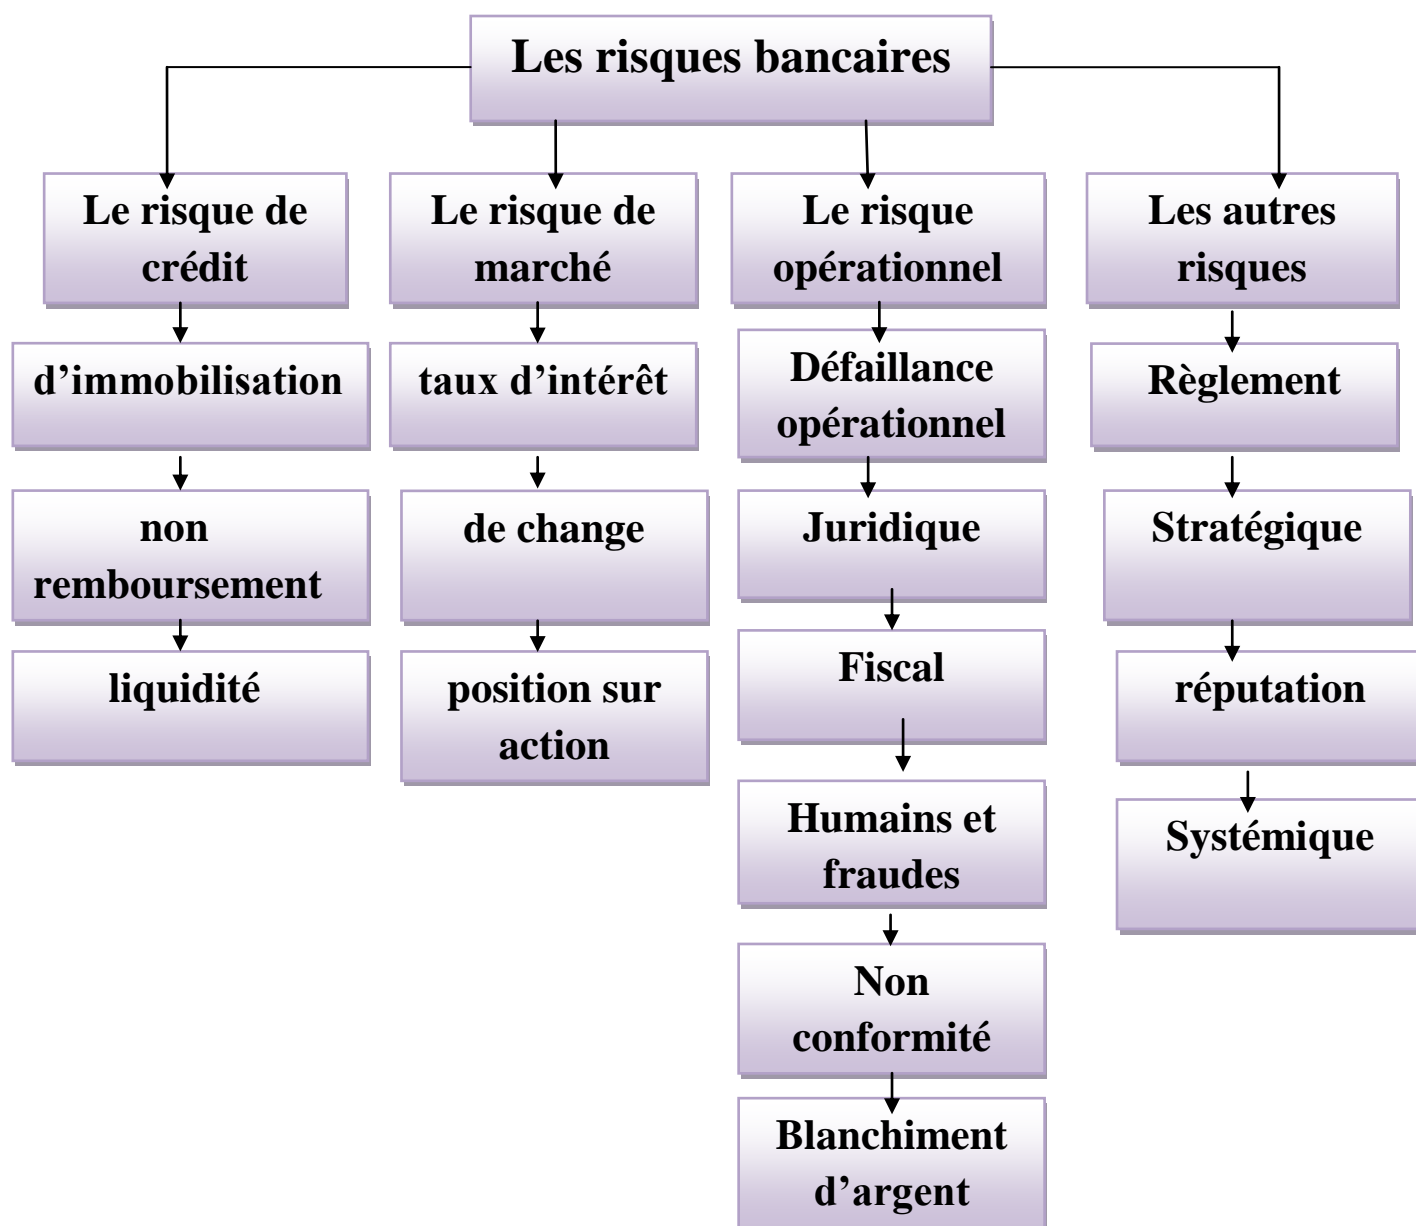 Les risques bancaires
Le risque de
crédit
Le risque de
marché
Le risque
opérationnel
Les autres
risques
d’immobilisation
taux d’intérêt
Défaillance
opérationnel
Règlement
non
remboursement
de change
Juridique
Stratégique
liquidité
position sur
action
Fiscal
réputation
Humains et
fraudes
Systémique
Non
conformité
Blanchiment
d’argent